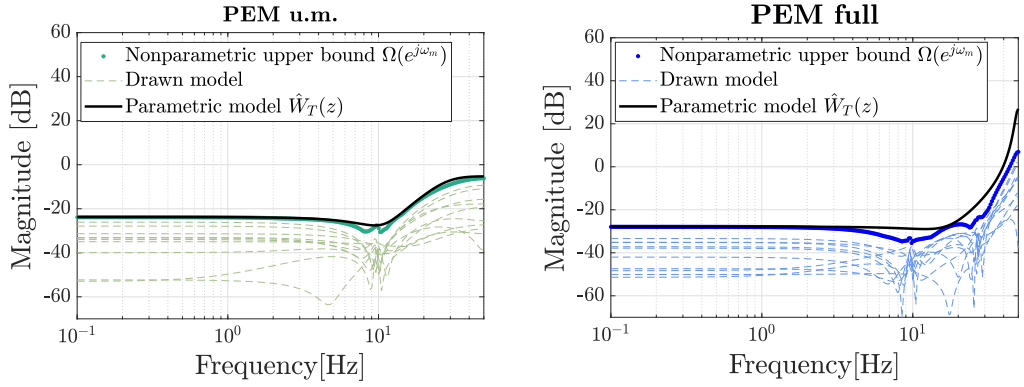 PEM u.m.
Nonparametric upper bound Ω(e^{jω_m})
Drawn model
Parametric model Ŵ_T(z)
Magnitude [dB]
60
40
20
0
-20
-40
-60
10^{-1}
10^{0}
10^{1}
Frequency[Hz]
PEM full
Nonparametric upper bound Ω(e^{jω_m})
Drawn model
Parametric model Ŵ_T(z)
Magnitude [dB]
60
40
20
0
-20
-40
-60
10^{-1}
10^{0}
10^{1}
Frequency[Hz]